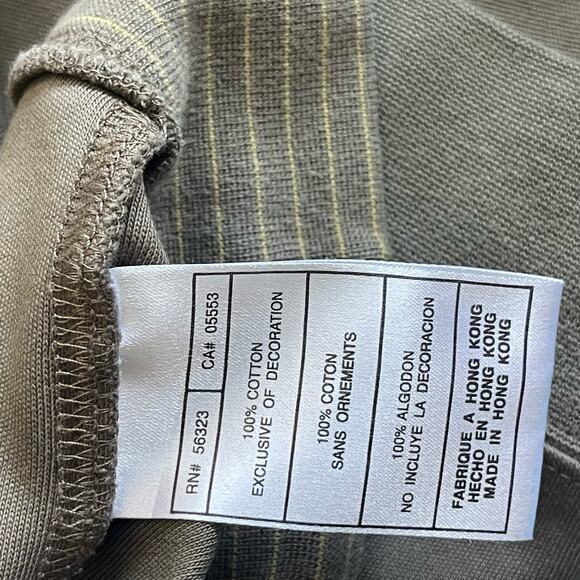 RN# 56323
CA# 05553
100% COTTON
EXCLUSIVE OF DECORATION
100% COTON
SANS ORNEMENTS
100% ALGODON
NO INCLUYE LA DECORACION
FABRIQUE A HONG KONG
HECHO EN HONG KONG
MADE IN HONG KONG